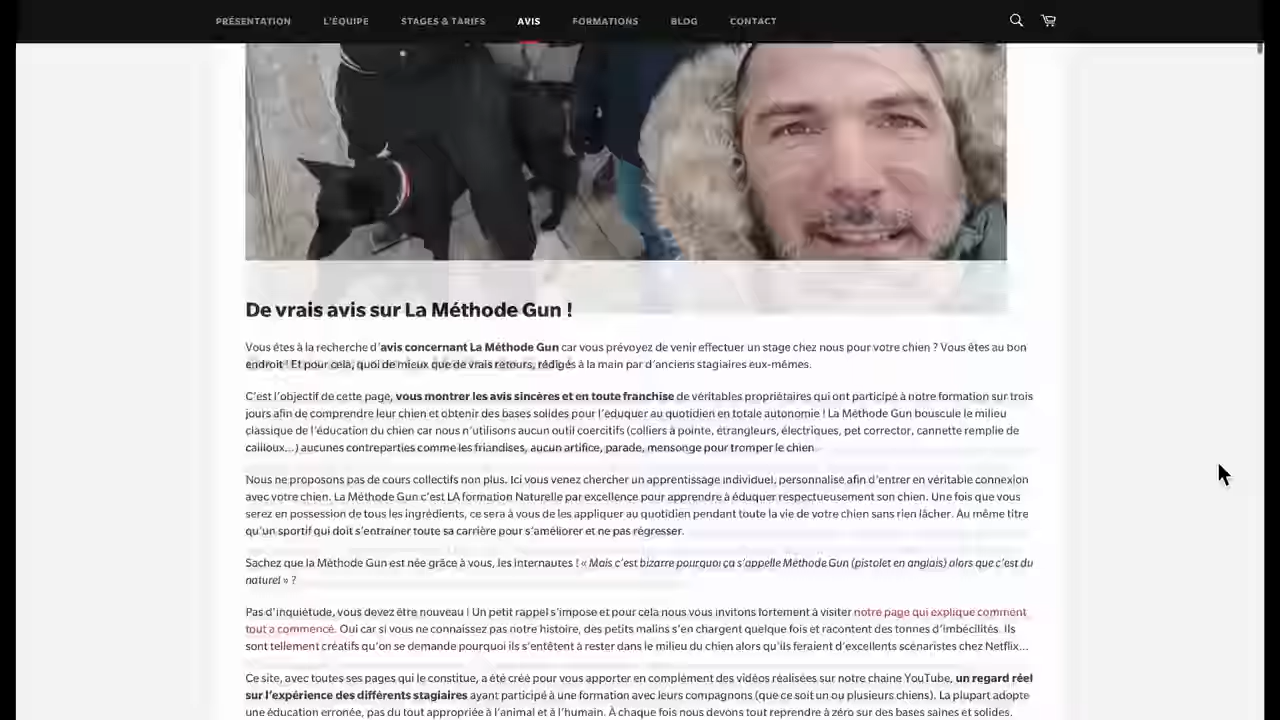 PRÉSENTATION L'ÉQUIPE STAGES & TARIFS AVIS FORMATIONS BLOG CONTACT
De vrais avis sur La Méthode Gun !
Vous êtes à la recherche d'avis concernant La Méthode Gun car vous prévoyez de venir effectuer un stage chez nous pour votre chien ? Vous êtes au bon
endroit ! Et pour cela, quoi de mieux que de vrais retours, rédigés à la main par d'anciens stagiaires eux-mêmes.
C'est l'objectif de cette page, vous montrer les avis sincères et en toute franchise de véritables propriétaires qui ont participé à notre formation sur trois
jours afin de comprendre leur chien et obtenir des bases solides pour l'éduquer au quotidien en totale autonomie ! La Méthode Gun bouscule le milieu
classique de l'éducation du chien car nous n'utilisons aucun outil coercitifs (colliers à pointe, étrangleurs, électriques, pet corrector, cannette remplie de
cailloux...) aucunes contreparties comme les friandises, aucun artifice, parade, mensonge pour tromper le chien.
Nous ne proposons pas de cours collectifs non plus. Ici vous venez chercher un apprentissage individuel, personnalisé afin d'entrer en véritable connexion
avec votre chien. La Méthode Gun c'est LA formation Naturelle par excellence pour apprendre à éduquer respectueusement son chien. Une fois que vous
serez en possession de tous les ingrédients, ce sera à vous de les appliquer au quotidien pendant toute la vie de votre chien sans rien lâcher. Au même titre
qu'un sportif qui doit s'entraîner toute sa carrière pour s'améliorer et ne pas régresser.
Sachez que la Méthode Gun est née grâce à vous, les internautes ! « Mais c'est bizarre pourquoi ça s'appelle Méthode Gun (pistolet en anglais) alors que c'est du
naturel » ?
Pas d'inquiétude, vous devez être nouveau ! Un petit rappel s'impose et pour cela nous vous invitons fortement à visiter notre page qui explique comment
tout a commencé. Oui car si vous ne connaissez pas notre histoire, des petits malins s'en chargent quelque fois et racontent des tonnes d'imbécilités. Ils
sont tellement créatifs qu'on se demande pourquoi ils s'entêtent à rester dans le milieu du chien alors qu'ils feraient d'excellents scénaristes chez Netflix...
Ce site, avec toutes ses pages qui le constitue, a été créé pour vous apporter en complément des vidéos réalisées sur notre chaine YouTube, un regard réel
sur l'expérience des différents stagiaires ayant participé à une formation avec leurs compagnons (que ce soit un ou plusieurs chiens). La plupart adopte
une éducation erronée, pas du tout appropriée à l'animal et à l'humain. À chaque fois nous devons tout reprendre à zéro sur des bases saines et solides.